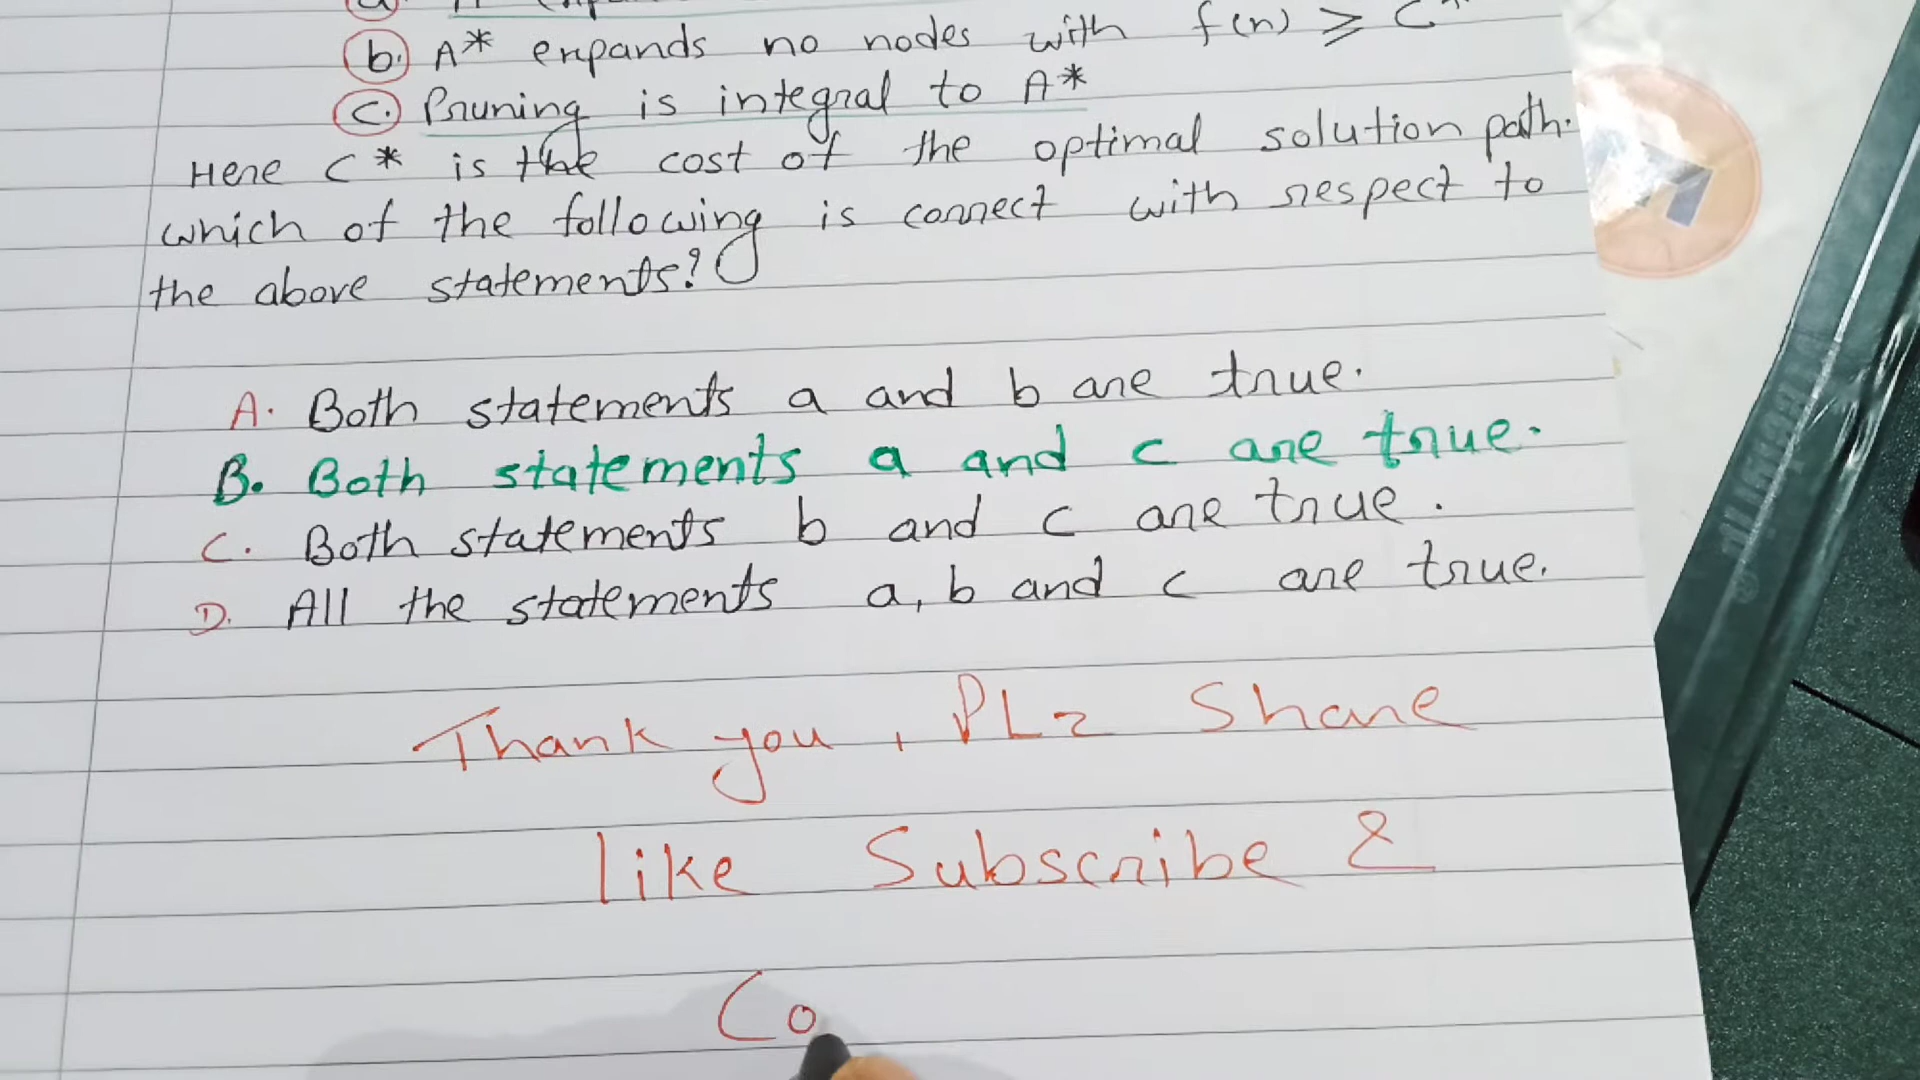 b. A* expands no nodes with f(n) ≥ C*
c. Pruning is integral to A*
Here C* is the cost of the optimal solution path.
which of the following is correct with respect to
the above statements?
A. Both statements a and b are true.
B. Both statements a and c are true.
C. Both statements b and c are true.
D. All the statements a, b and c are true.
Thank you, PLz Share
like Subscribe &
Co